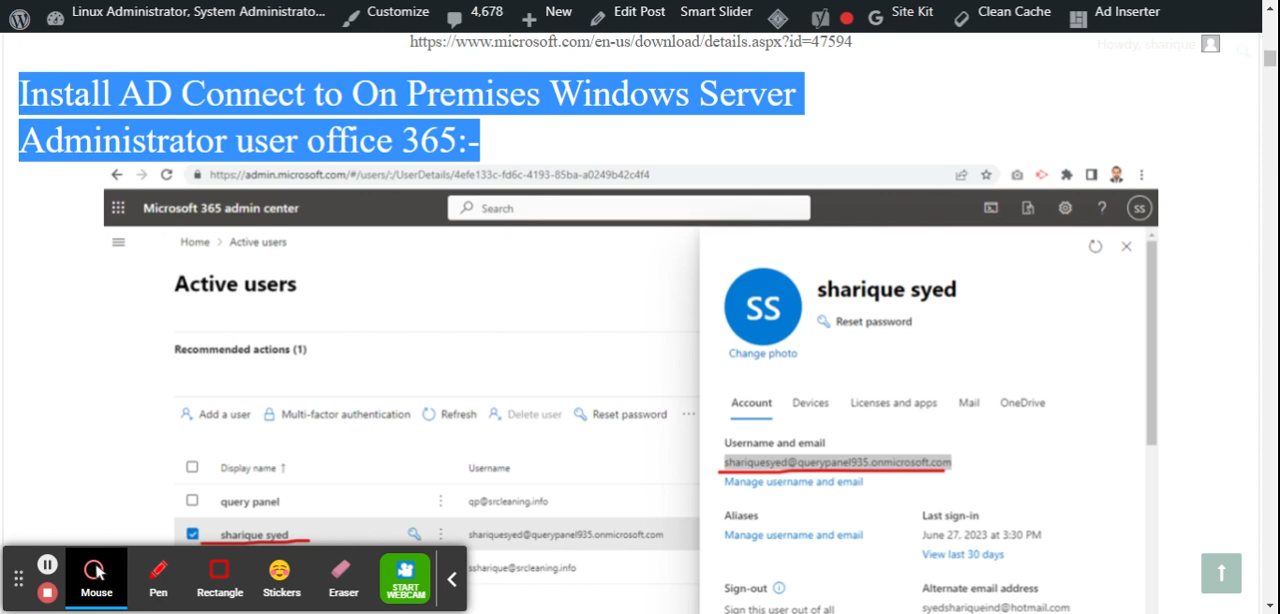 Linux Administrator, System Administrato... Customize 4,678 New Edit Post Smart Slider Site Kit Clean Cache Ad Inserter
https://www.microsoft.com/en-us/download/details.aspx?id=47594
Howdy, sharique
Install AD Connect to On Premises Windows Server
Administrator user office 365:-
https://admin.microsoft.com/#/users/:/UserDetails/4efe133c-fd6c-4193-85ba-a0249b42c4f4
Microsoft 365 admin center
Search
SS
Home > Active users
Active users
Recommended actions (1)
Add a user Multi-factor authentication Refresh Delete user Reset password ...
Display name ↑ Username
query panel qp@srcleaning.info
sharique syed shariquesyed@querypanel935.onmicrosoft.com
ssharique@srcleaning.info
SS
sharique syed
Reset password
Change photo
Account Devices Licenses and apps Mail OneDrive
Username and email
shariquesyed@querypanel935.onmicrosoft.com
Manage username and email
Aliases
Manage username and email
Last sign-in
June 27, 2023 at 3:30 PM
View last 30 days
Sign-out
Sign this user out of all
Alternate email address
syedshariqueind@hotmail.com
Mouse Pen Rectangle Stickers Eraser START WEBCAM